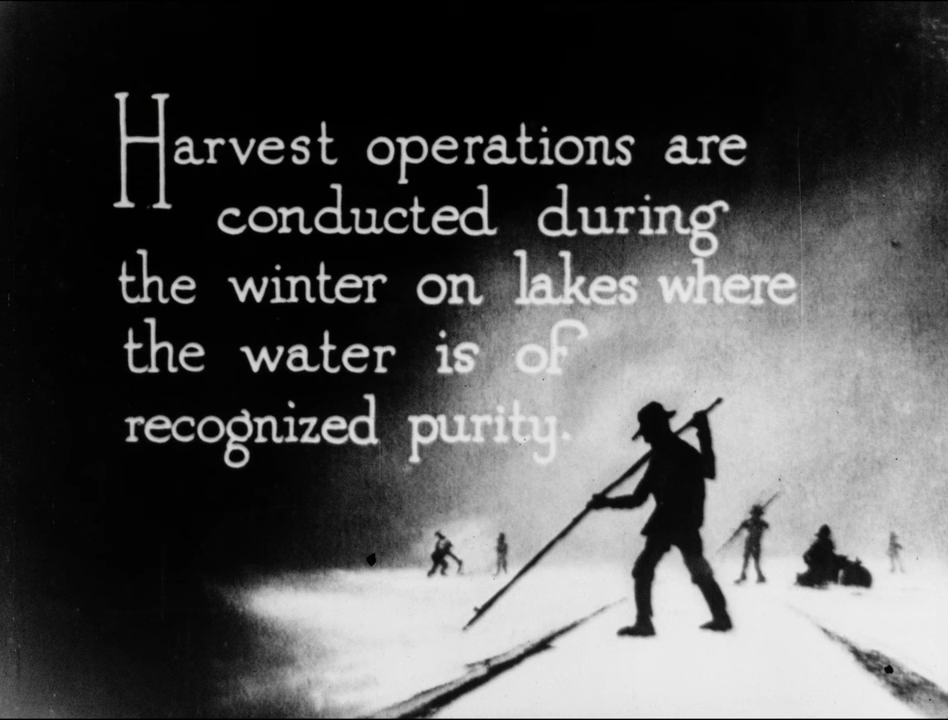 Harvest operations are
conducted during
the winter on lakes where
the water is of
recognized purity.